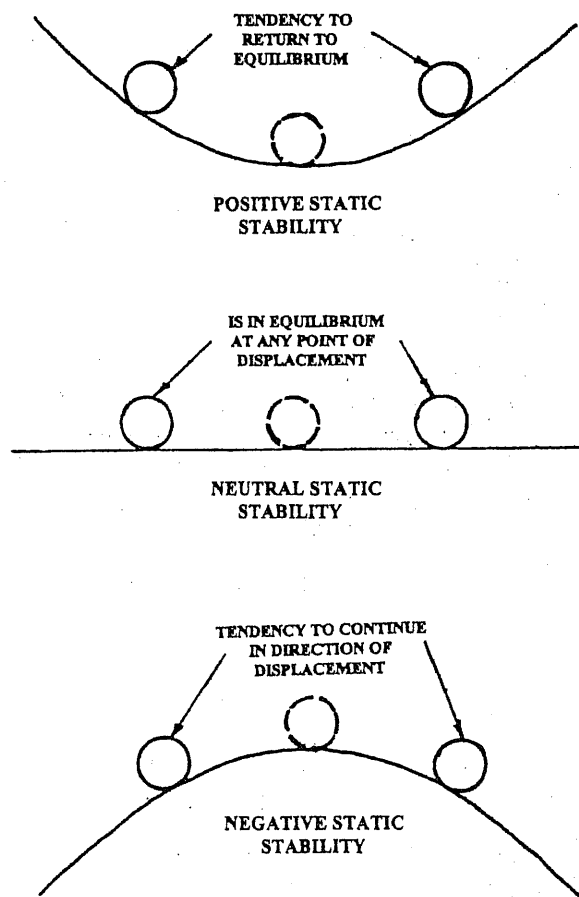 TENDENCY TO
RETURN TO
EQUILIBRIUM
POSITIVE STATIC
STABILITY
IS IN EQUILIBRIUM
AT ANY POINT OF
DISPLACEMENT
NEUTRAL STATIC
STABILITY
TENDENCY TO CONTINUE
IN DIRECTION OF
DISPLACEMENT
NEGATIVE STATIC
STABILITY